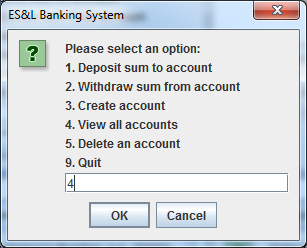 ES&L Banking System
Please select an option:
1. Deposit sum to account
2. Withdraw sum from account
3. Create account
4. View all accounts
5. Delete an account
9. Quit
4
OK Cancel